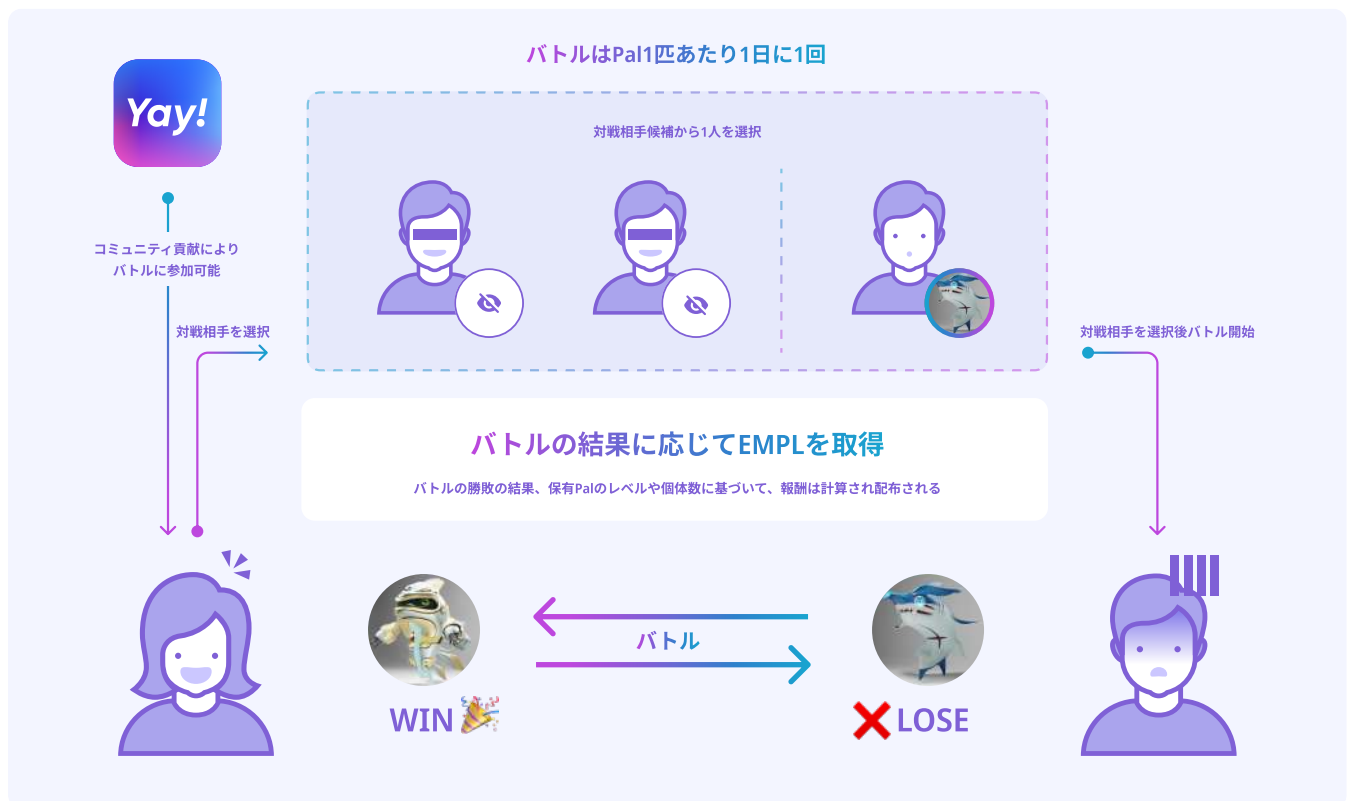 バトルはPal1匹あたり1日に1回
Yay!
対戦相手候補から1人を選択
コミュニティ貢献により
バトルに参加可能
対戦相手を選択
対戦相手を選択後バトル開始
バトルの結果に応じてEMPLを取得
バトルの勝敗の結果、保有Palのレベルや個体数に基づいて、報酬は計算され配布される
バトル
WIN
LOSE